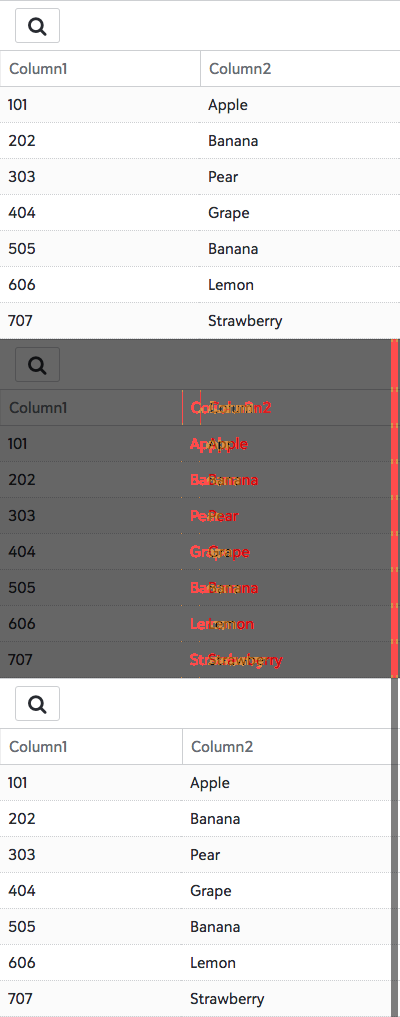 Column1 Column2
101 Apple
202 Banana
303 Pear
404 Grape
505 Banana
606 Lemon
707 Strawberry
Column1
101 Apple
202 Banana
303 Pear
404 Grape
505 Banana
606 Lemon
707 Strawberry
Column1 Column2
101 Apple
202 Banana
303 Pear
404 Grape
505 Banana
606 Lemon
707 Strawberry